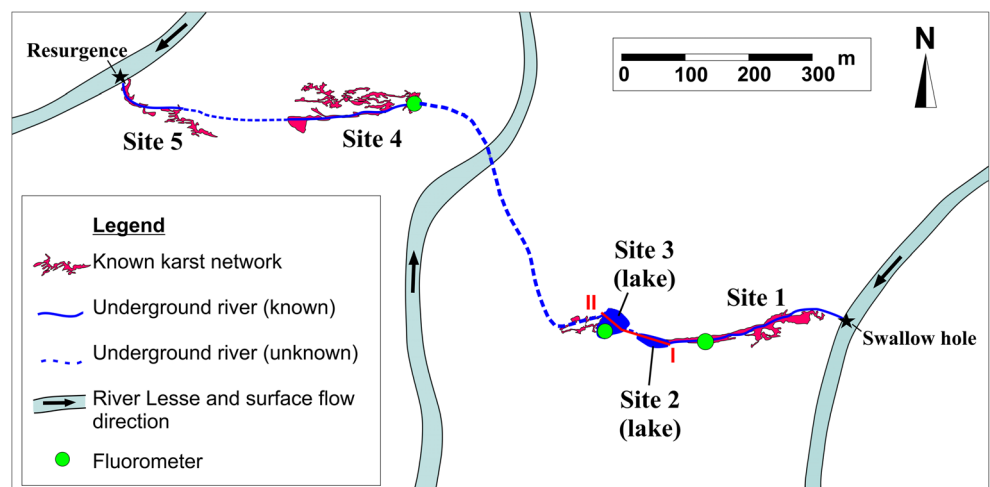 Resurgence
0 100 200 300 m
N
Site 5
Site 4
Legend
Known karst network
Underground river (known)
Underground river (unknown)
River Lesse and surface flow
direction
Fluorometer
Site 3
(lake)
II
Site 1
I
Swallow hole
Site 2
(lake)